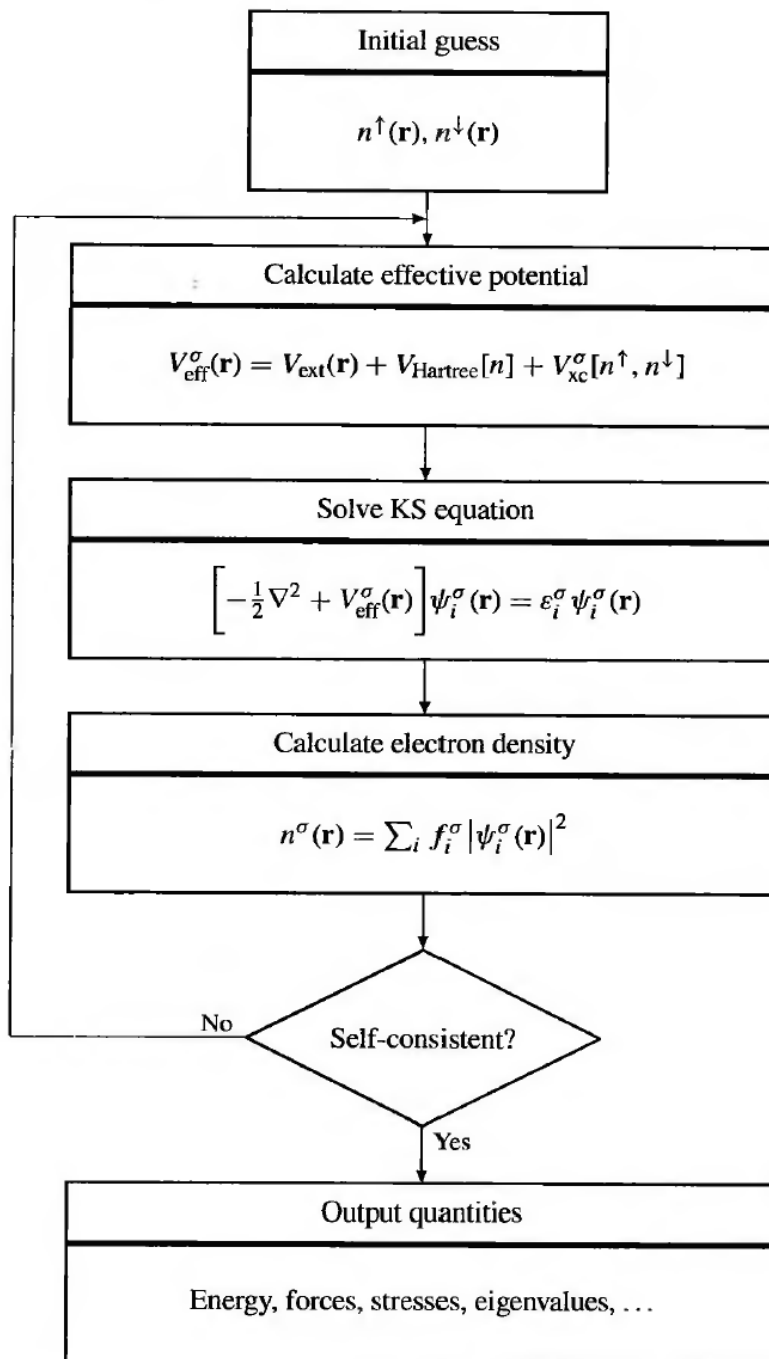 Initial guess
n↑(r), n↓(r)
Calculate effective potential
V^σ_eff(r) = V_ext(r) + V_Hartree[n] + V^σ_xc[n↑, n↓]
Solve KS equation
[−½∇² + V^σ_eff(r)]ψ^σ_i(r) = ε^σ_i ψ^σ_i(r)
Calculate electron density
n^σ(r) = ∑_i f^σ_i |ψ^σ_i(r)|²
No
Self-consistent?
Yes
Output quantities
Energy, forces, stresses, eigenvalues, …